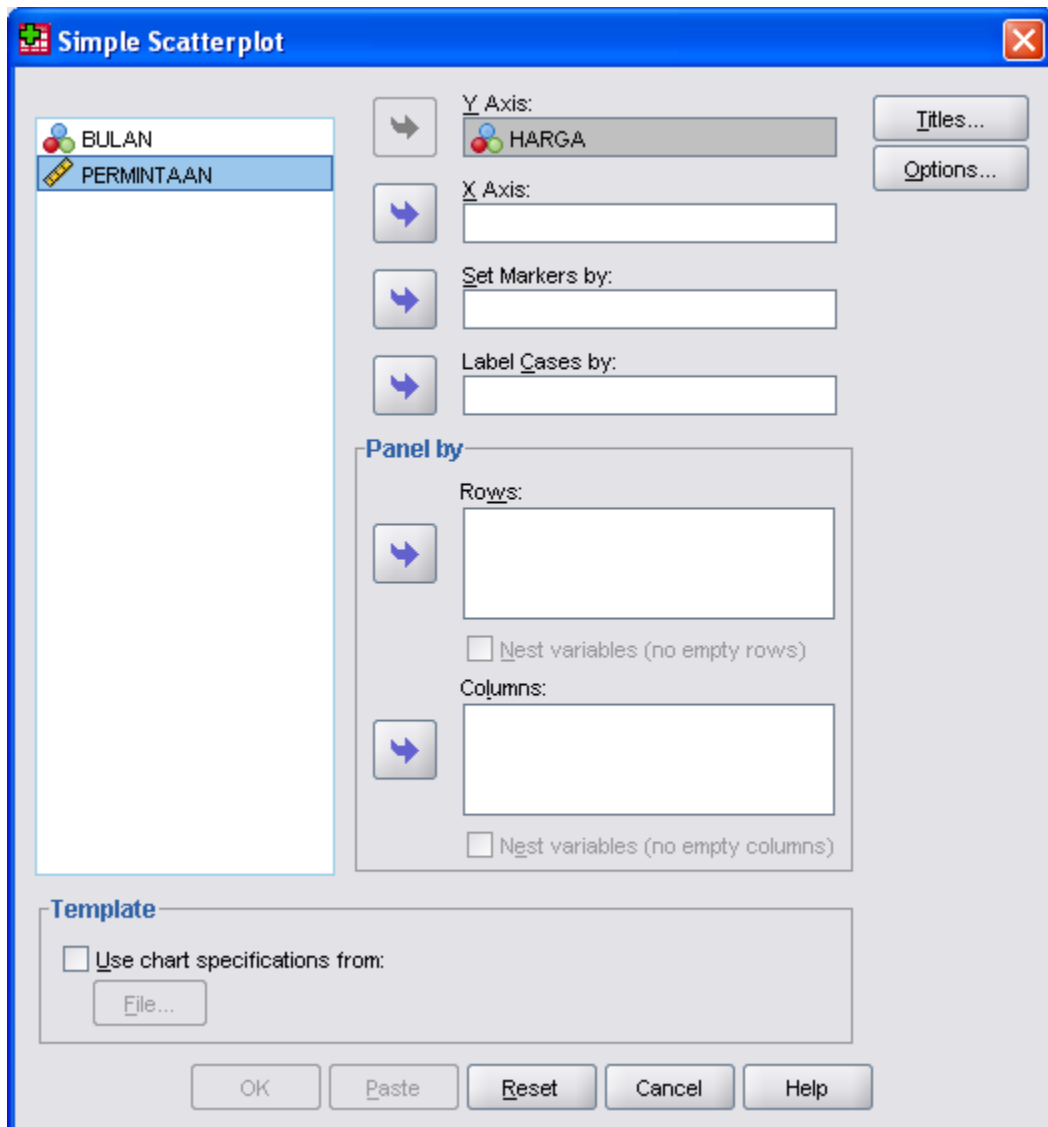 Simple Scatterplot
BULAN
PERMINTAAN
Y Axis:
HARGA
X Axis:
Set Markers by:
Label Cases by:
Panel by
Rows:
Nest variables (no empty rows)
Columns:
Nest variables (no empty columns)
Titles...
Options...
Template
Use chart specifications from:
File...
OK
Paste
Reset
Cancel
Help